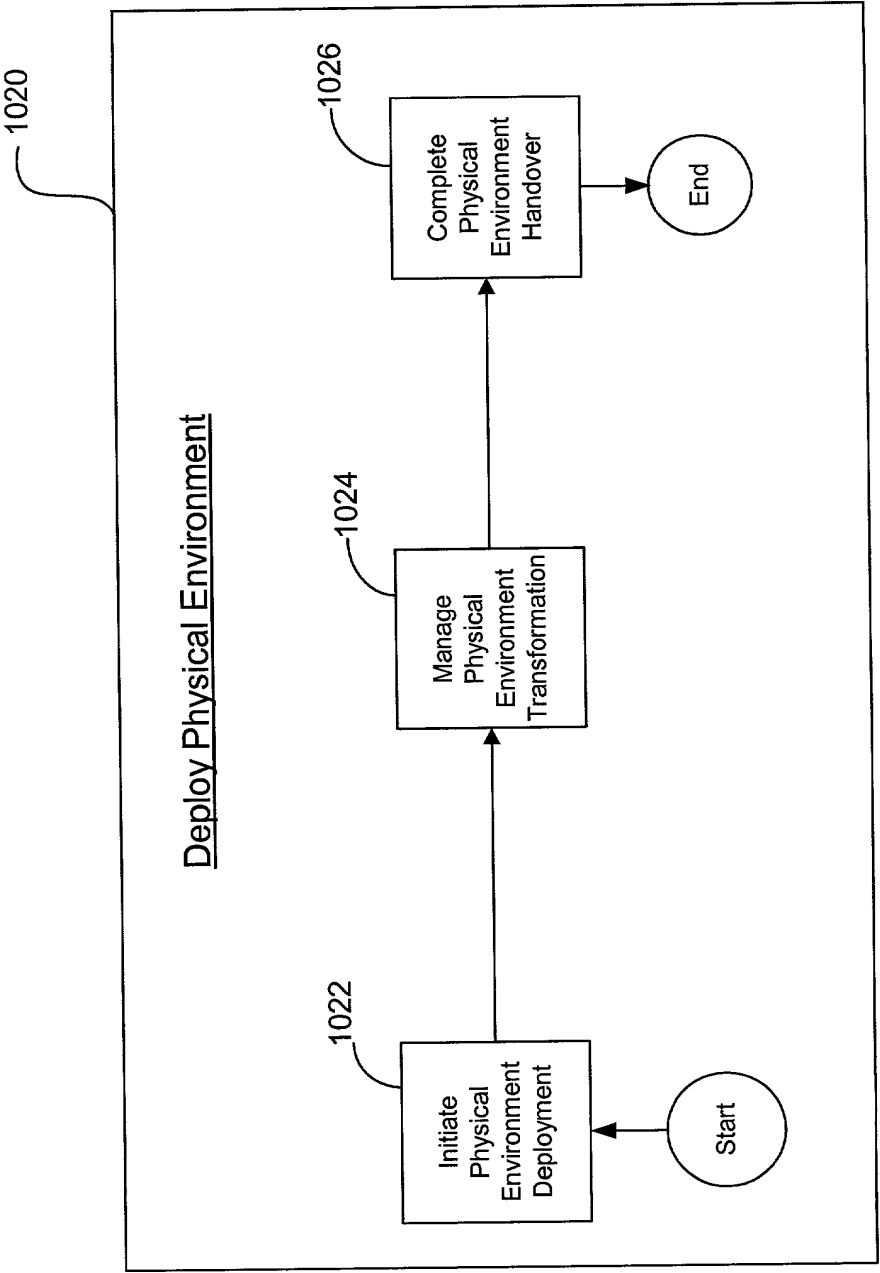 1020
Deploy Physical Environment
1022
Initiate
Physical
Environment
Deployment
1024
Manage
Physical
Environment
Transformation
1026
Complete
Physical
Environment
Handover
Start
End